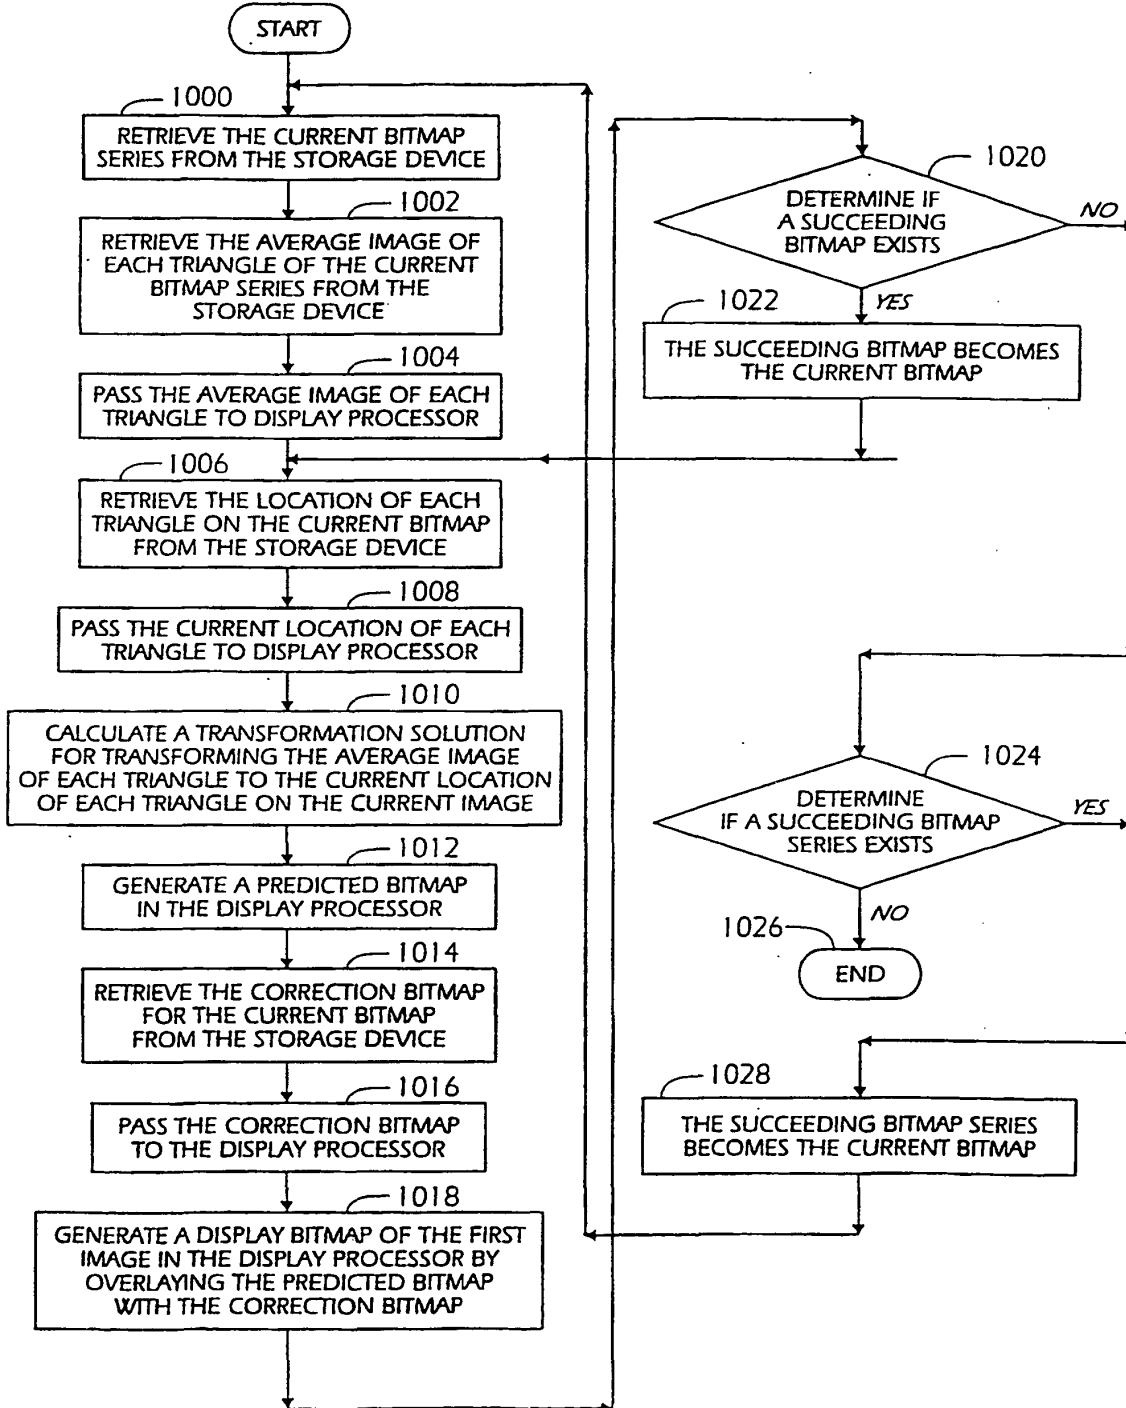 START
1000
RETRIEVE THE CURRENT BITMAP
SERIES FROM THE STORAGE DEVICE
1002
RETRIEVE THE AVERAGE IMAGE OF
EACH TRIANGLE OF THE CURRENT
BITMAP SERIES FROM THE
STORAGE DEVICE
1004
PASS THE AVERAGE IMAGE OF EACH
TRIANGLE TO DISPLAY PROCESSOR
1006
RETRIEVE THE LOCATION OF EACH
TRIANGLE ON THE CURRENT BITMAP
FROM THE STORAGE DEVICE
1008
PASS THE CURRENT LOCATION OF EACH
TRIANGLE TO DISPLAY PROCESSOR
1010
CALCULATE A TRANSFORMATION SOLUTION
FOR TRANSFORMING THE AVERAGE IMAGE
OF EACH TRIANGLE TO THE CURRENT LOCATION
OF EACH TRIANGLE ON THE CURRENT IMAGE
1012
GENERATE A PREDICTED BITMAP
IN THE DISPLAY PROCESSOR
1014
RETRIEVE THE CORRECTION BITMAP
FOR THE CURRENT BITMAP
FROM THE STORAGE DEVICE
1016
PASS THE CORRECTION BITMAP
TO THE DISPLAY PROCESSOR
1018
GENERATE A DISPLAY BITMAP OF THE FIRST
IMAGE IN THE DISPLAY PROCESSOR BY
OVERLAYING THE PREDICTED BITMAP
WITH THE CORRECTION BITMAP
1020
DETERMINE IF
A SUCCEEDING
BITMAP EXISTS
NO
YES
1022
THE SUCCEEDING BITMAP BECOMES
THE CURRENT BITMAP
1024
DETERMINE
IF A SUCCEEDING BITMAP
SERIES EXISTS
YES
NO
1026
END
1028
THE SUCCEEDING BITMAP SERIES
BECOMES THE CURRENT BITMAP